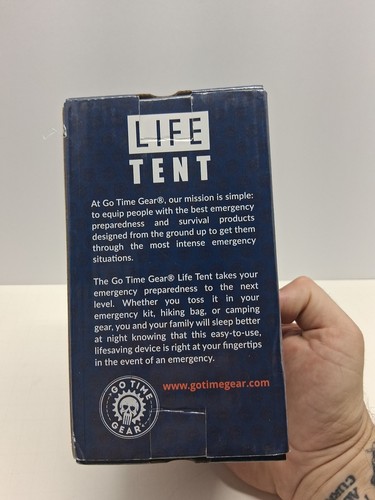 LIFE
TENT
At Go Time Gear®, our mission is simple:
to equip people with the best emergency
preparedness and survival products
designed from the ground up to get them
through the most intense emergency
situations.
The Go Time Gear® Life Tent takes your
emergency preparedness to the next
level. Whether you toss it in your
emergency kit, hiking bag, or camping
gear, you and your family will sleep better
at night knowing that this easy-to-use,
lifesaving device is right at your fingertips
in the event of an emergency.
GO TIME
GEAR
www.gotimegear.com